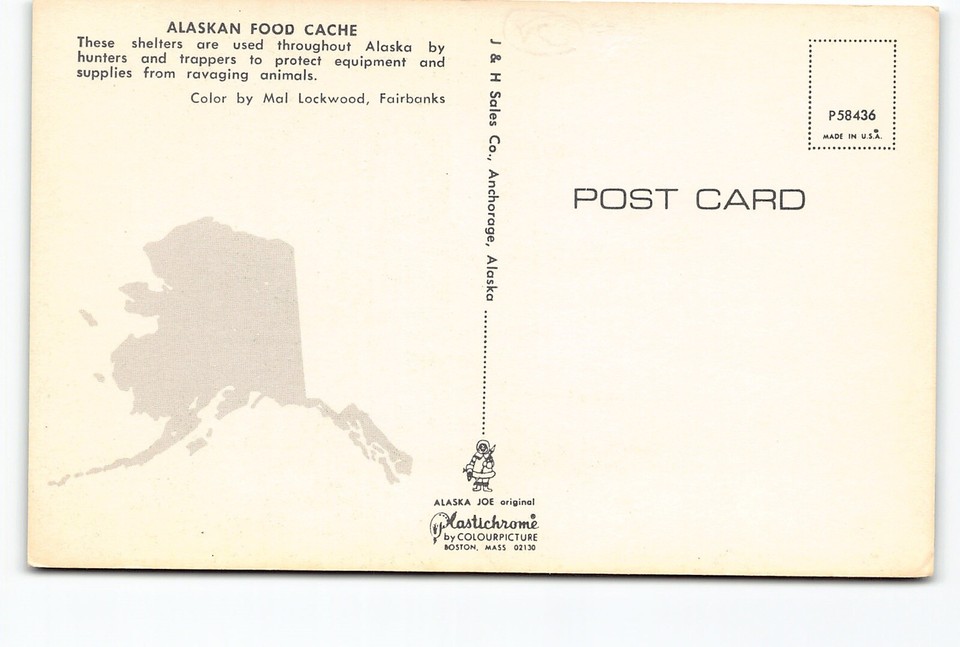 ALASKAN FOOD CACHE
These shelters are used throughout Alaska by
hunters and trappers to protect equipment and
supplies from ravaging animals.
Color by Mal Lockwood, Fairbanks
J & H Sales Co., Anchorage, Alaska
P58436
MADE IN U.S.A.
POST CARD
ALASKA JOE original
Plastichrome®
by COLOURPICTURE
BOSTON, MASS 02130